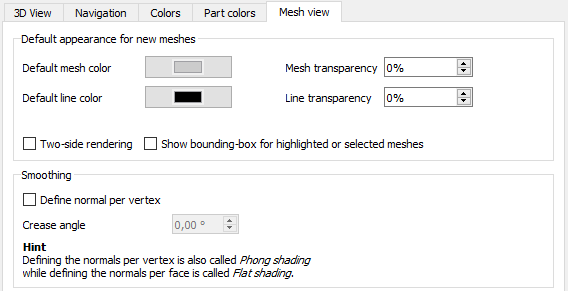 3D View Navigation Colors Part colors Mesh view
Default appearance for new meshes
Default mesh color Mesh transparency 0%
Default line color Line transparency 0%
Two-side rendering Show bounding-box for highlighted or selected meshes
Smoothing
Define normal per vertex
Crease angle 0,00 °
Hint
Defining the normals per vertex is also called Phong shading
while defining the normals per face is called Flat shading.